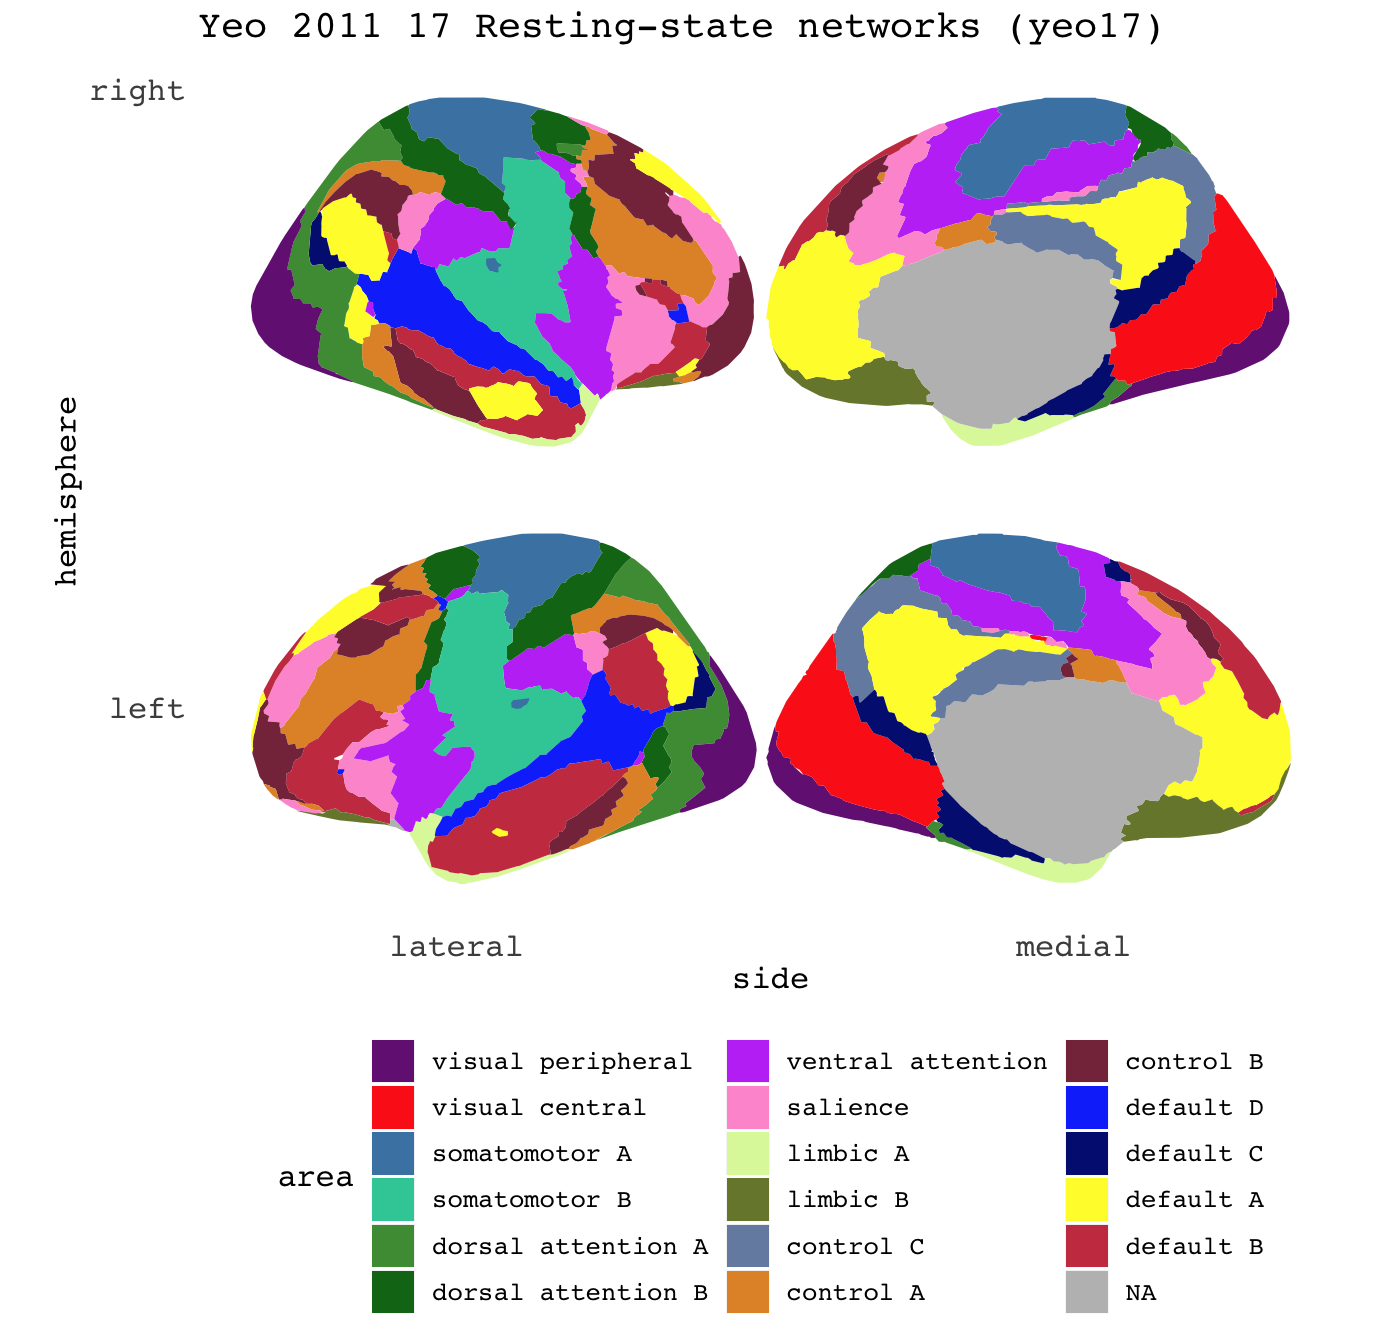 Yeo 2011 17 Resting-state networks (yeo17)
right
hemisphere
left
lateral
medial
side
area
visual peripheral
visual central
somatomotor A
somatomotor B
dorsal attention A
dorsal attention B
ventral attention
salience
limbic A
limbic B
control C
control A
control B
default D
default C
default A
default B
NA